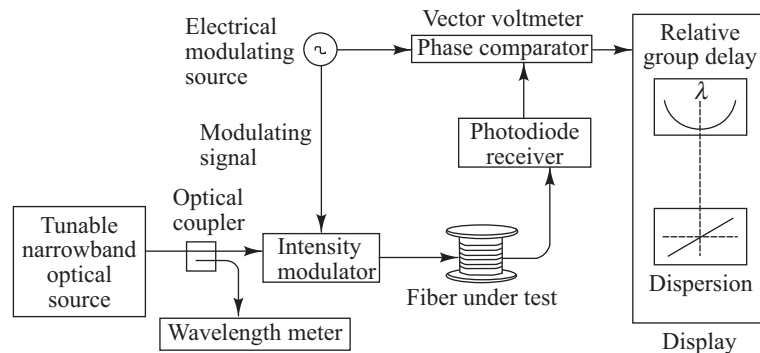 Electrical
modulating
source
Vector voltmeter
Phase comparator
Relative
group delay
λ
Modulating
signal
Photodiode
receiver
Optical
coupler
Tunable
narrowband
optical
source
Intensity
modulator
Fiber under test
Wavelength meter
Dispersion
Display